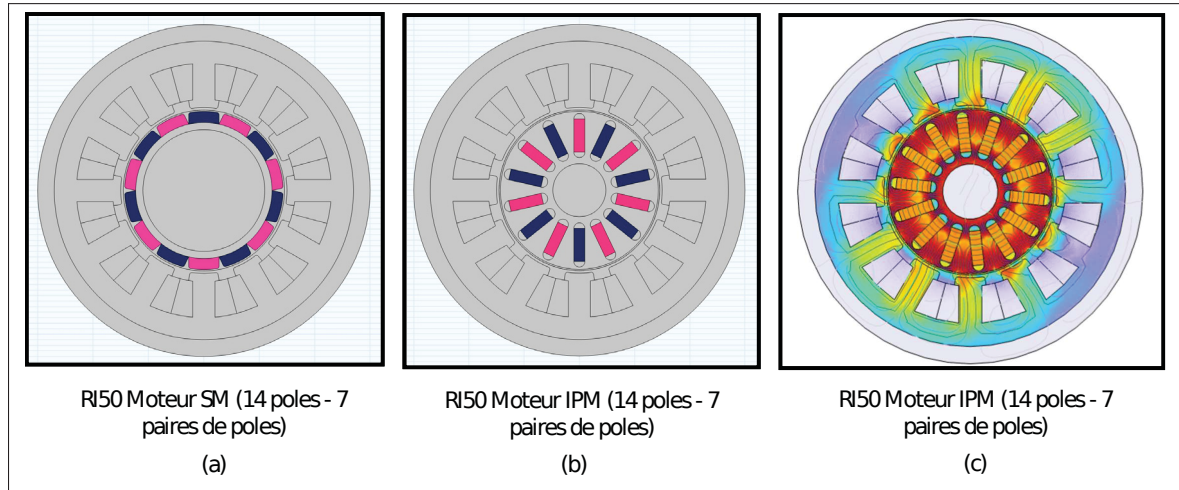 RI50 Moteur SM (14 poles - 7
paires de poles)
(a)
RI50 Moteur IPM (14 poles - 7
paires de poles)
(b)
RI50 Moteur IPM (14 poles - 7
paires de poles)
(c)